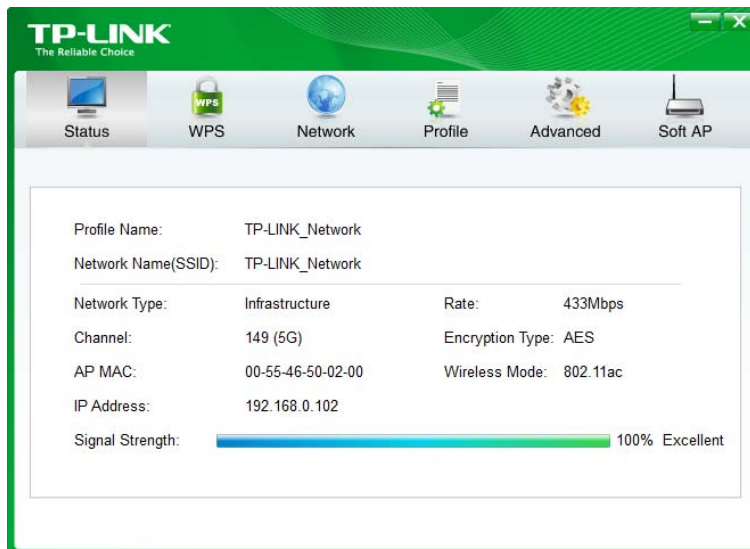 TP-LINK
The Reliable Choice
Status WPS Network Profile Advanced Soft AP
WPS
Profile Name: TP-LINK_Network
Network Name(SSID): TP-LINK_Network
Network Type: Infrastructure Rate: 433Mbps
Channel: 149 (5G) Encryption Type: AES
AP MAC: 00-55-46-50-02-00 Wireless Mode: 802.11ac
IP Address: 192.168.0.102
Signal Strength: 100% Excellent